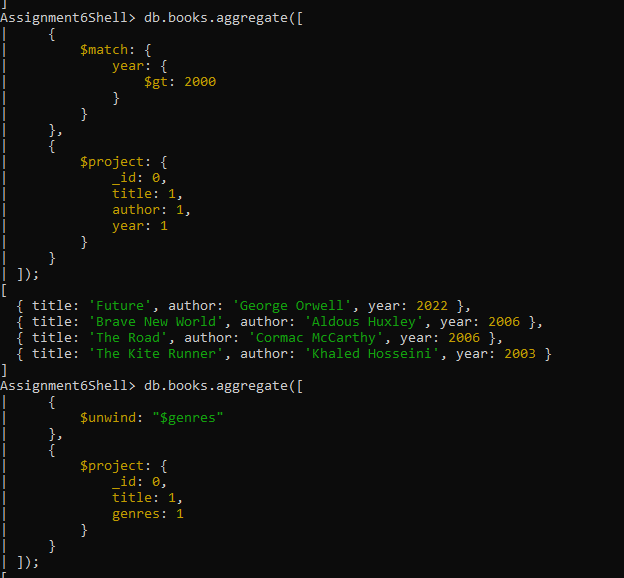 ]
Assignment6Shell> db.books.aggregate([
|     {
|         $match: {
|             year: {
|                 $gt: 2000
|             }
|         }
|     },
|     {
|         $project: {
|             _id: 0,
|             title: 1,
|             author: 1,
|             year: 1
|         }
|     }
| ]);
[
  { title: 'Future', author: 'George Orwell', year: 2022 },
  { title: 'Brave New World', author: 'Aldous Huxley', year: 2006 },
  { title: 'The Road', author: 'Cormac McCarthy', year: 2006 },
  { title: 'The Kite Runner', author: 'Khaled Hosseini', year: 2003 }
]
Assignment6Shell> db.books.aggregate([
|     {
|         $unwind: "$genres"
|     },
|     {
|         $project: {
|             _id: 0,
|             title: 1,
|             genres: 1
|         }
|     }
| ]);
[